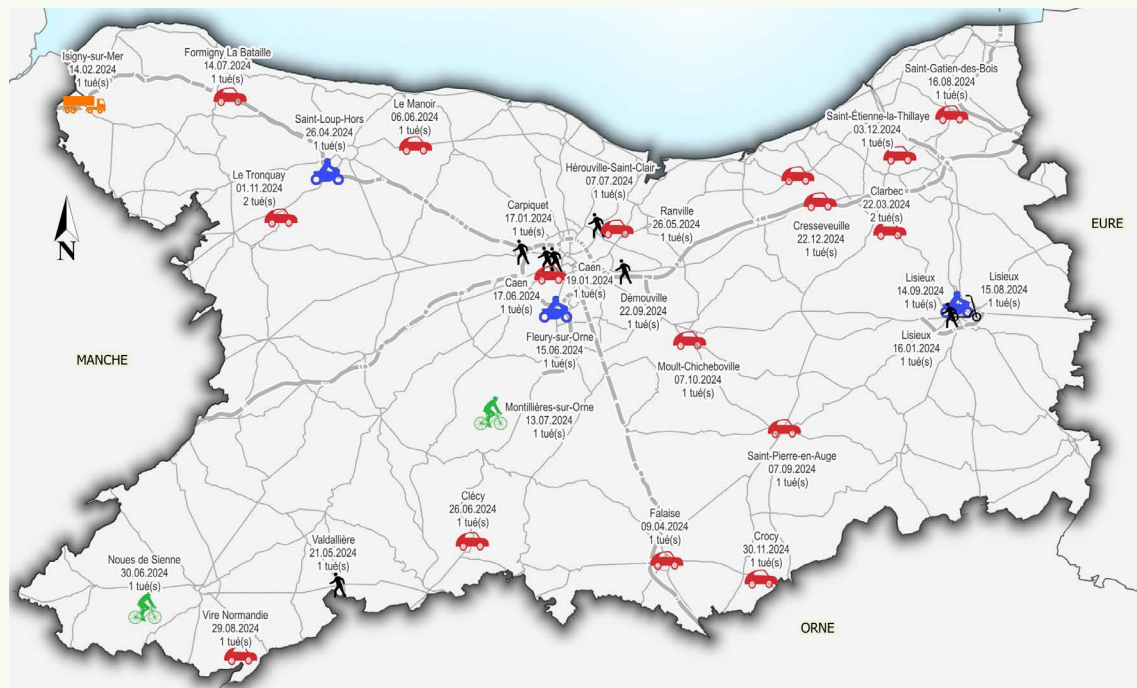 Isigny-sur-Mer
14.02.2024
1 tué(s)
Formigny La Bataille
14.07.2024
1 tué(s)
Saint-Loup-Hors
26.04.2024
1 tué(s)
Le Manoir
06.06.2024
1 tué(s)
Saint-Gatien-des-Bois
16.08.2024
1 tué(s)
Saint-Étienne-la-Thillaye
03.12.2024
1 tué(s)
Le Tronquay
01.11.2024
2 tué(s)
Hérouville-Saint-Clair
07.07.2024
1 tué(s)
Carpiquet
17.01.2024
1 tué(s)
Ranville
26.05.2024
1 tué(s)
Clarbec
22.03.2024
2 tué(s)
Cresseveuille
22.12.2024
1 tué(s)
EURE
N
Caen
19.01.2024
1 tué(s)
Caen
17.06.2024
1 tué(s)
Démouville
22.09.2024
1 tué(s)
Lisieux
14.09.2024
1 tué(s)
Lisieux
15.08.2024
1 tué(s)
Lisieux
16.01.2024
1 tué(s)
Fleury-sur-Orne
15.06.2024
1 tué(s)
MANCHE
Moult-Chicheboville
07.10.2024
1 tué(s)
Montillières-sur-Orne
13.07.2024
1 tué(s)
Saint-Pierre-en-Auge
07.09.2024
1 tué(s)
Clécy
26.06.2024
1 tué(s)
Falaise
09.04.2024
1 tué(s)
Crocy
30.11.2024
1 tué(s)
Valdallière
21.05.2024
1 tué(s)
Noues de Sienne
30.06.2024
1 tué(s)
Vire Normandie
29.08.2024
1 tué(s)
ORNE